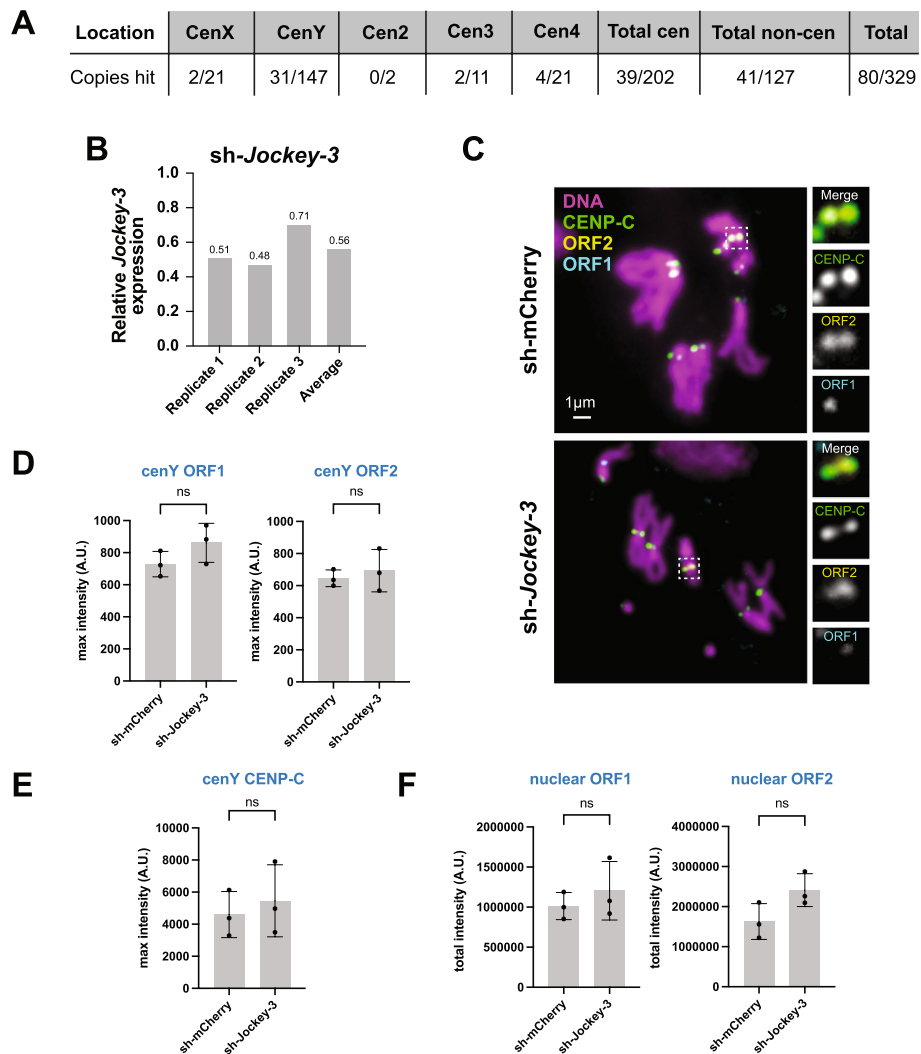 A
Location CenX CenY Cen2 Cen3 Cen4 Total cen Total non-cen Total
Copies hit 2/21 31/147 0/2 2/11 4/21 39/202 41/127 80/329
B
sh-Jockey-3
Relative Jockey-3
expression
1.0
0.8
0.6
0.4
0.2
0.0
0.51
0.48
0.71
0.56
Replicate 1
Replicate 2
Replicate 3
Average
C
sh-mCherry
DNA
CENP-C
ORF2
ORF1
1µm
Merge
CENP-C
ORF2
ORF1
sh-Jockey-3
Merge
CENP-C
ORF2
ORF1
D
cenY ORF1
ns
max intensity (A.U.)
1000
800
600
400
200
0
sh-mCherry
sh-Jockey-3
cenY ORF2
ns
max intensity (A.U.)
1000
800
600
400
200
0
sh-mCherry
sh-Jockey-3
E
cenY CENP-C
ns
max intensity (A.U.)
10000
8000
6000
4000
2000
0
sh-mCherry
sh-Jockey-3
F
nuclear ORF1
ns
total intensity (A.U.)
2000000
1500000
1000000
500000
0
sh-mCherry
sh-Jockey-3
nuclear ORF2
ns
total intensity (A.U.)
4000000
3000000
2000000
1000000
0
sh-mCherry
sh-Jockey-3